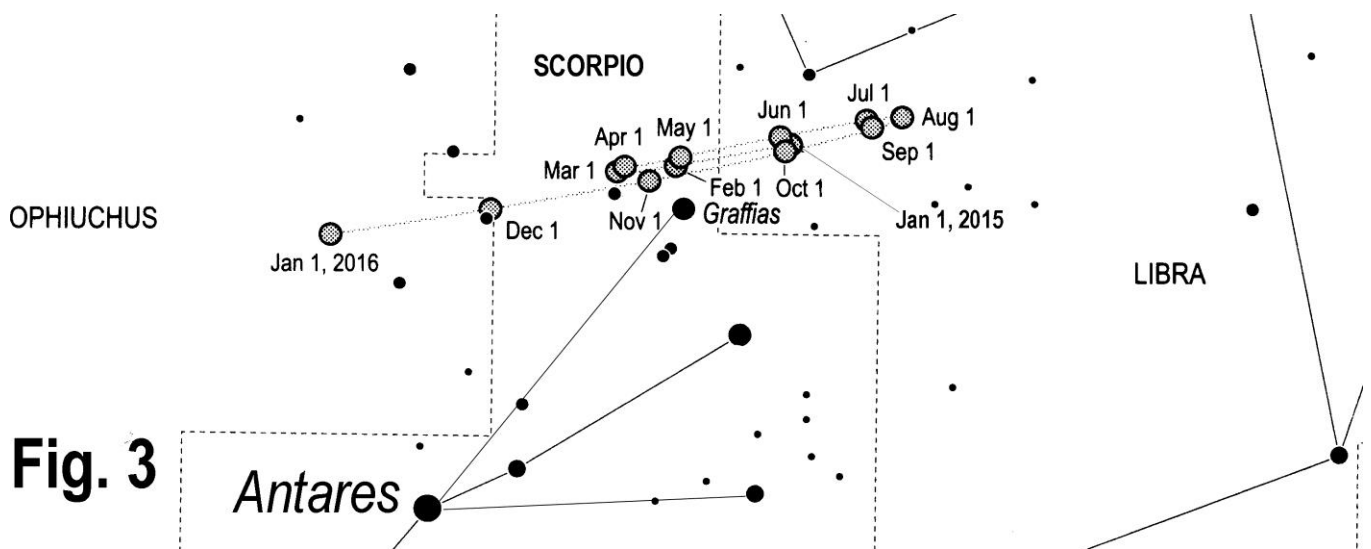 SCORPIO
Jul 1
Aug 1
Jun 1
May 1
Apr 1
Mar 1
Sep 1
Feb 1
Oct 1
Nov 1
Graffias
Jan 1, 2015
OPHIUCHUS
Dec 1
Jan 1, 2016
LIBRA
Fig. 3
Antares